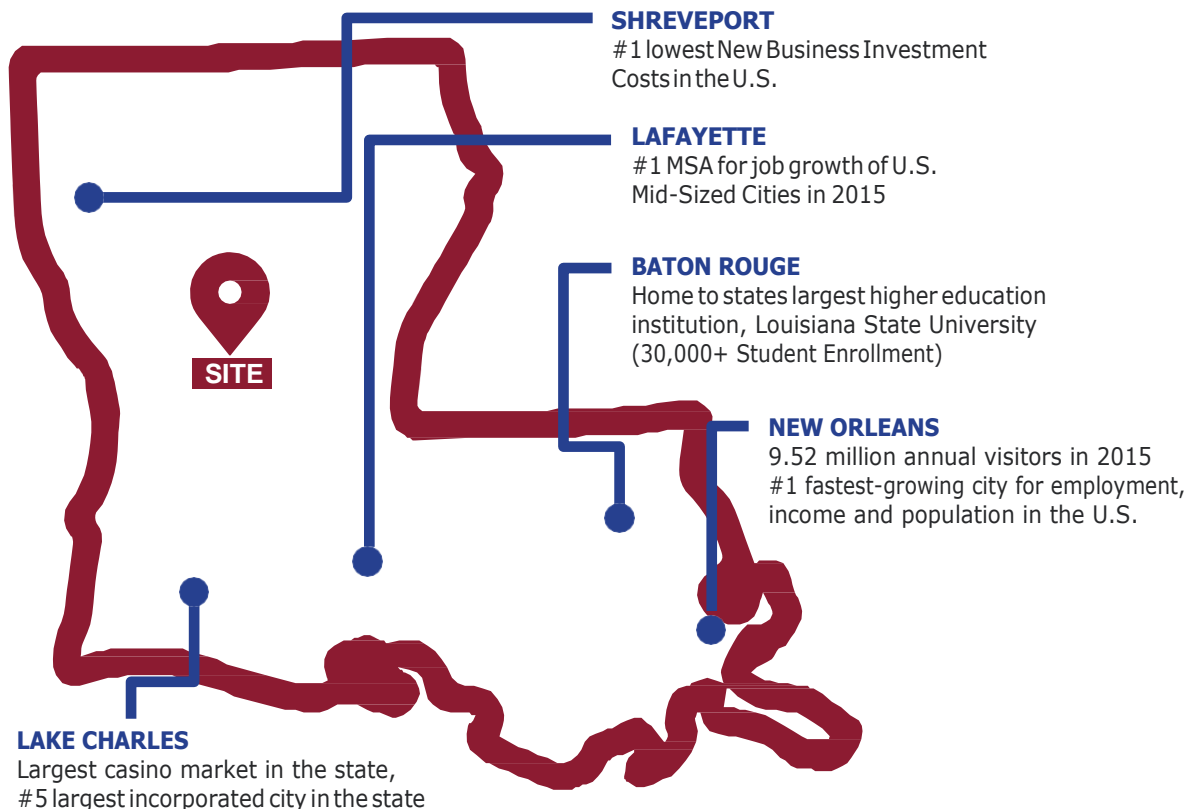 SHREVEPORT
#1 lowest New Business Investment
Costs in the U.S.
LAFAYETTE
#1 MSA for job growth of U.S.
Mid-Sized Cities in 2015
BATON ROUGE
Home to states largest higher education
institution, Louisiana State University
(30,000+ Student Enrollment)
SITE
NEW ORLEANS
9.52 million annual visitors in 2015
#1 fastest-growing city for employment,
income and population in the U.S.
LAKE CHARLES
Largest casino market in the state,
#5 largest incorporated city in the state